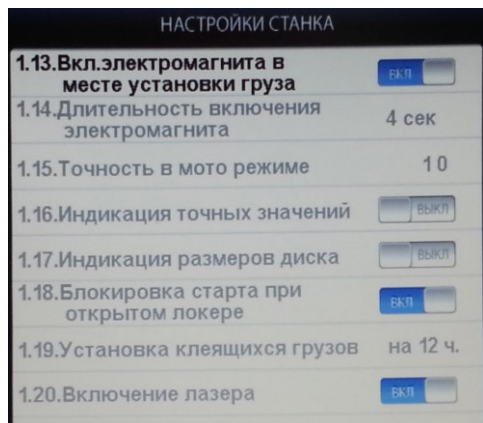 НАСТРОЙКИ СТАНКА
1.13.Вкл.электромагнита в
месте установки груза
ВКЛ
1.14.Длительность включения
электромагнита
4 сек
1.15.Точность в мото режиме
10
1.16.Индикация точных значений
ВЫКЛ
1.17.Индикация размеров диска
ВЫКЛ
1.18.Блокировка старта при
открытом локере
ВКЛ
1.19.Установка клеящихся грузов
на 12 ч.
1.20.Включение лазера
ВКЛ